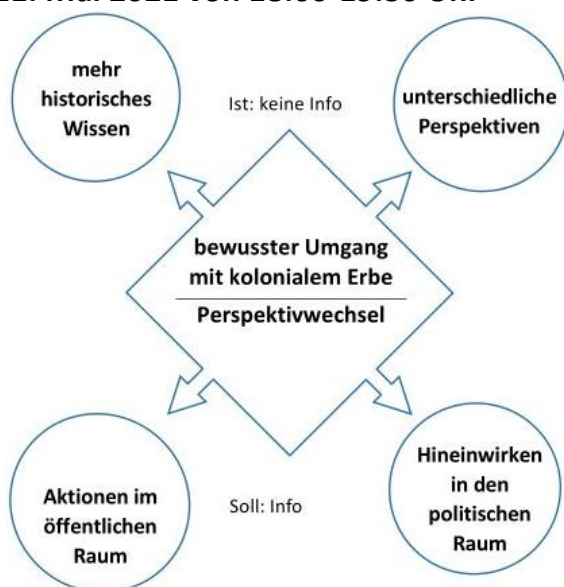 mehr
historisches
Wissen
Ist: keine Info
unterschiedliche
Perspektiven
bewusster Umgang
mit kolonialem Erbe
Perspektivwechsel
Aktionen im
öffentlichen
Raum
Soll: Info
Hineinwirken
in den
politischen
Raum